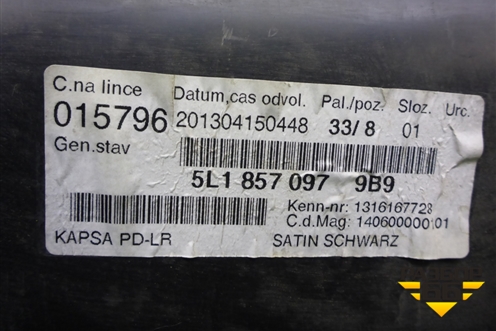 C.na lince Datum,cas odvol. Pal./poz. Sloz. Urc.
015796 201304150448 33/8 01
Gen.stav
5L1 857 097 9B9
Kenn-nr:1316167728
C.d.Mag: 14060000001
KAPSA PD-LR SATIN SCHWARZ